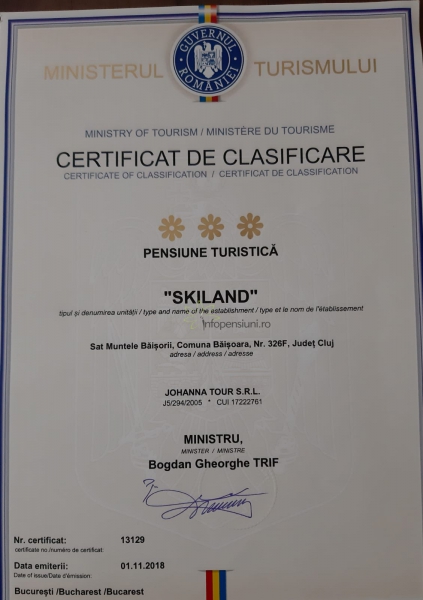 GUVERNUL
ROMÂNIEI
MINISTERUL TURISMULUI
MINISTRY OF TOURISM / MINISTÈRE DU TOURISME
CERTIFICAT DE CLASIFICARE
CERTIFICATE OF CLASSIFICATION / CERTIFICAT DE CLASSIFICATION
PENSIUNE TURISTICĂ
"SKILAND"
tipul și denumirea unității / type and name of the establishment / type et le nom de l'établissement
infopensiuni.ro
Sat Muntele Băișorii, Comuna Băișoara, Nr. 326F, Județ Cluj
adresa / address / adresse
JOHANNA TOUR S.R.L.
J5/294/2005 * CUI 17222761
MINISTRU,
MINISTER / MINISTRE
Bogdan Gheorghe TRIF
Nr. certificat: 13129
certificate no./numéro de certificat:
Data emiterii: 01.11.2018
Date of issue/Date d'émission:
București /Bucharest /Bucarest